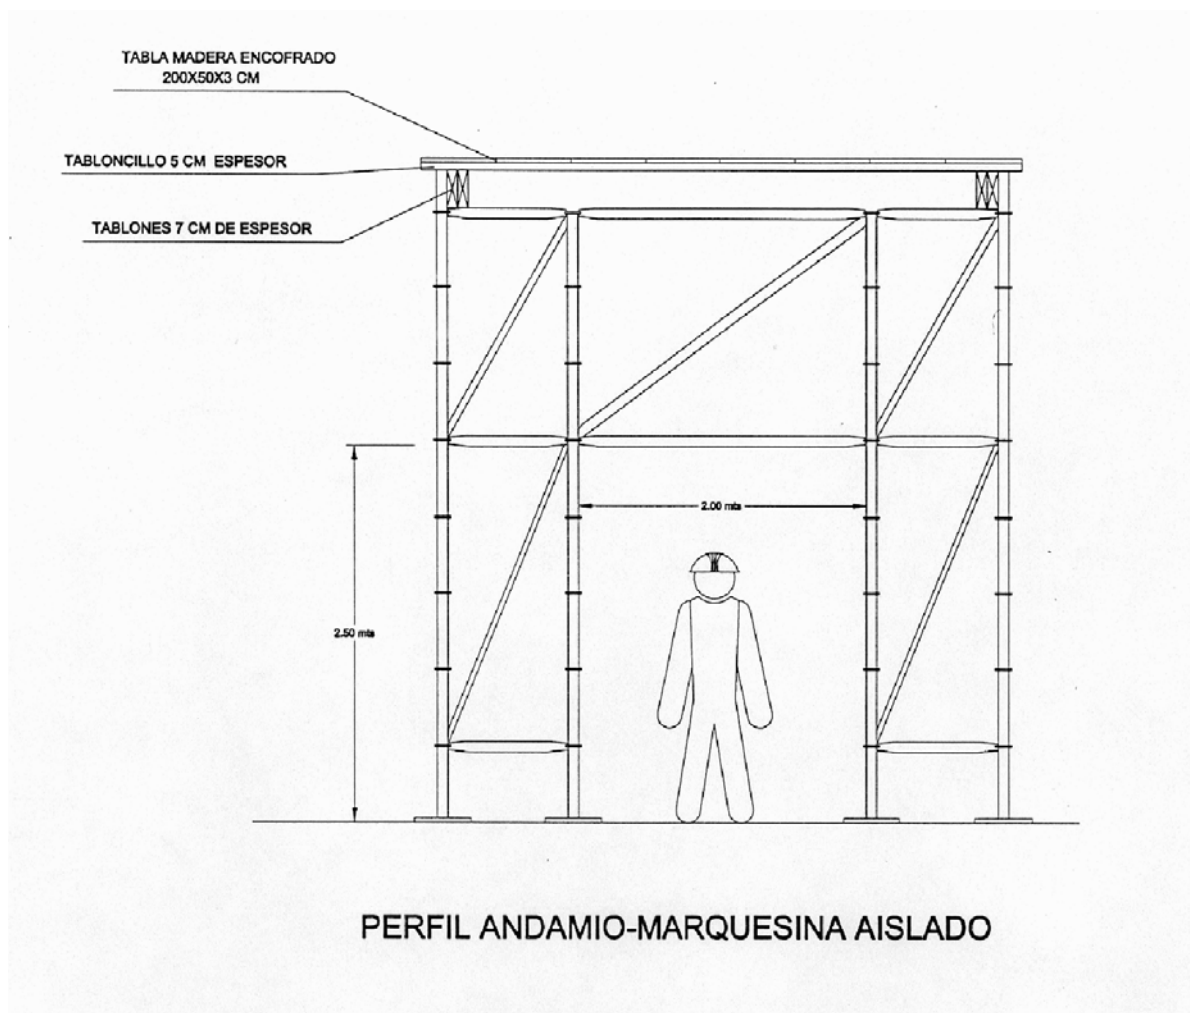 TABLA MADERA ENCOFRADO
200X50X3 CM
TABLONCILLO 5 CM ESPESOR
TABLONES 7 CM DE ESPESOR
2.00 mts
2.50 mts
PERFIL ANDAMIO-MARQUESINA AISLADO